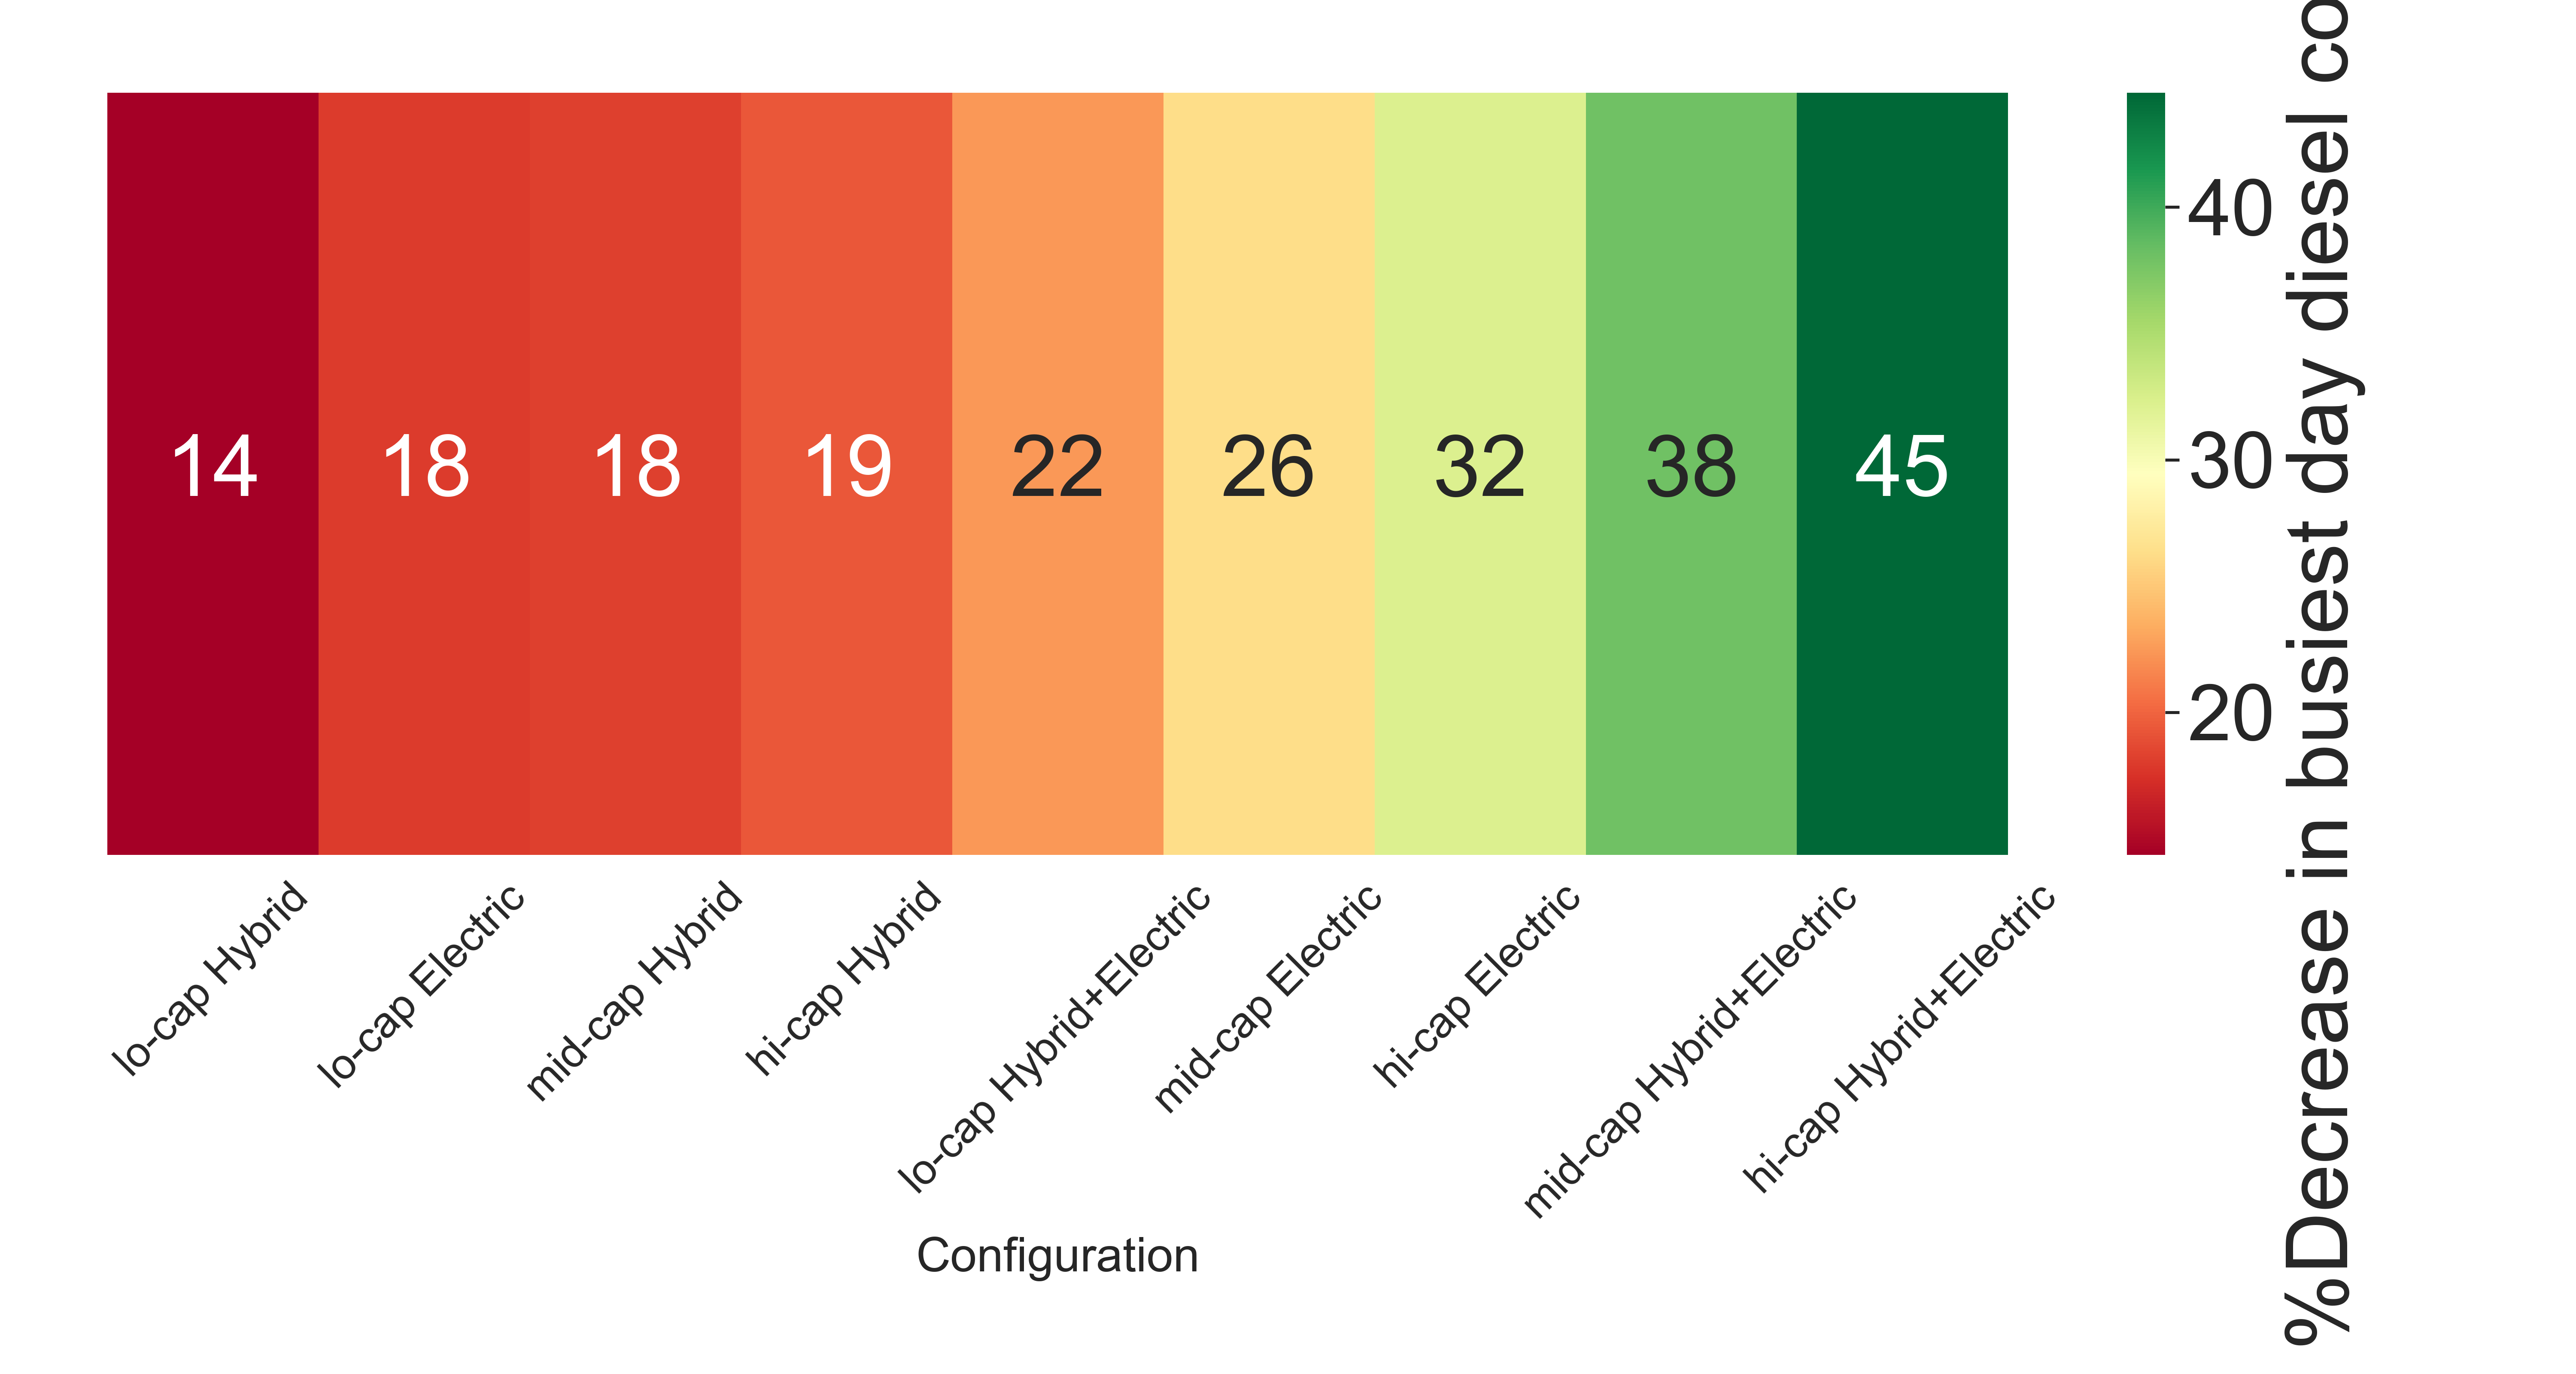 14 18 18 19 22 26 32 38 45
lo-cap Hybrid
lo-cap Electric
mid-cap Hybrid
hi-cap Hybrid
lo-cap Hybrid+Electric
mid-cap Electric
hi-cap Electric
mid-cap Hybrid+Electric
hi-cap Hybrid+Electric
Configuration
40
30
20
%Decrease in busiest day diesel co